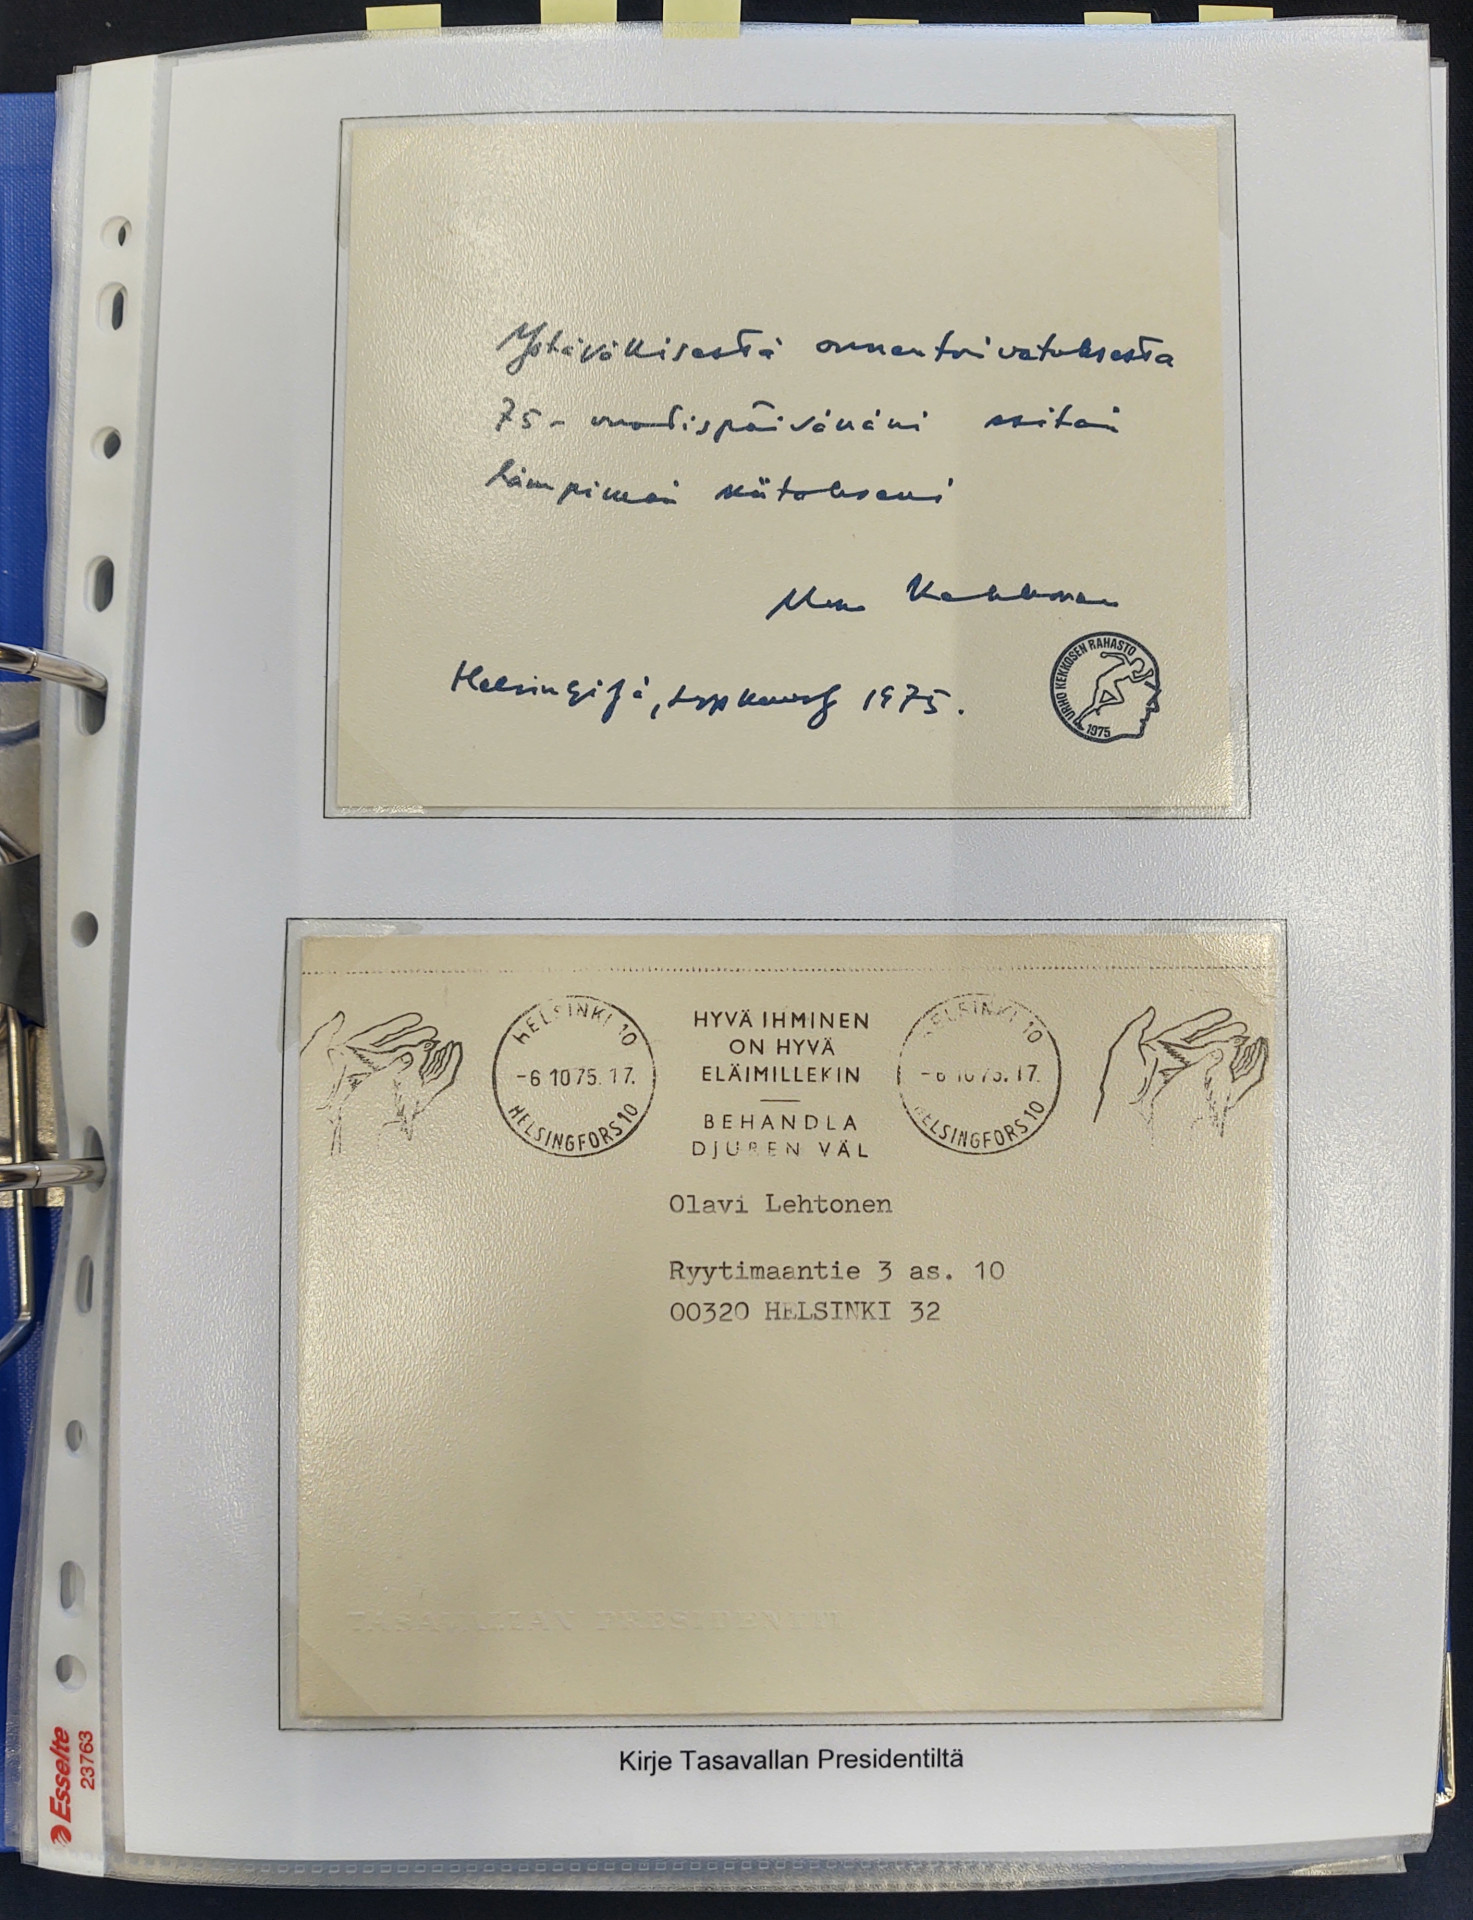 Ystävällisestä onnentoivotuksesta
75-vuotispäivänäni esitän
lämpimän kiitokseni
Urho Kekkonen
Helsingissä, syyskuussa 1975.
URHO KEKKOSEN RAHASTO
1975
HELSINKI 10
-6.10.75.17.
HELSINGFORS 10
HYVÄ IHMINEN
ON HYVÄ
ELÄIMILLEKIN
BEHANDLA
DJUREN VÄL
HELSINKI 10
-6.10.75.17.
HELSINGFORS 10
Olavi Lehtonen
Ryytimaantie 3 as. 10
00320 HELSINKI 32
TASAVALLAN PRESIDENTTI
Kirje Tasavallan Presidentiltä
Esselte
23763